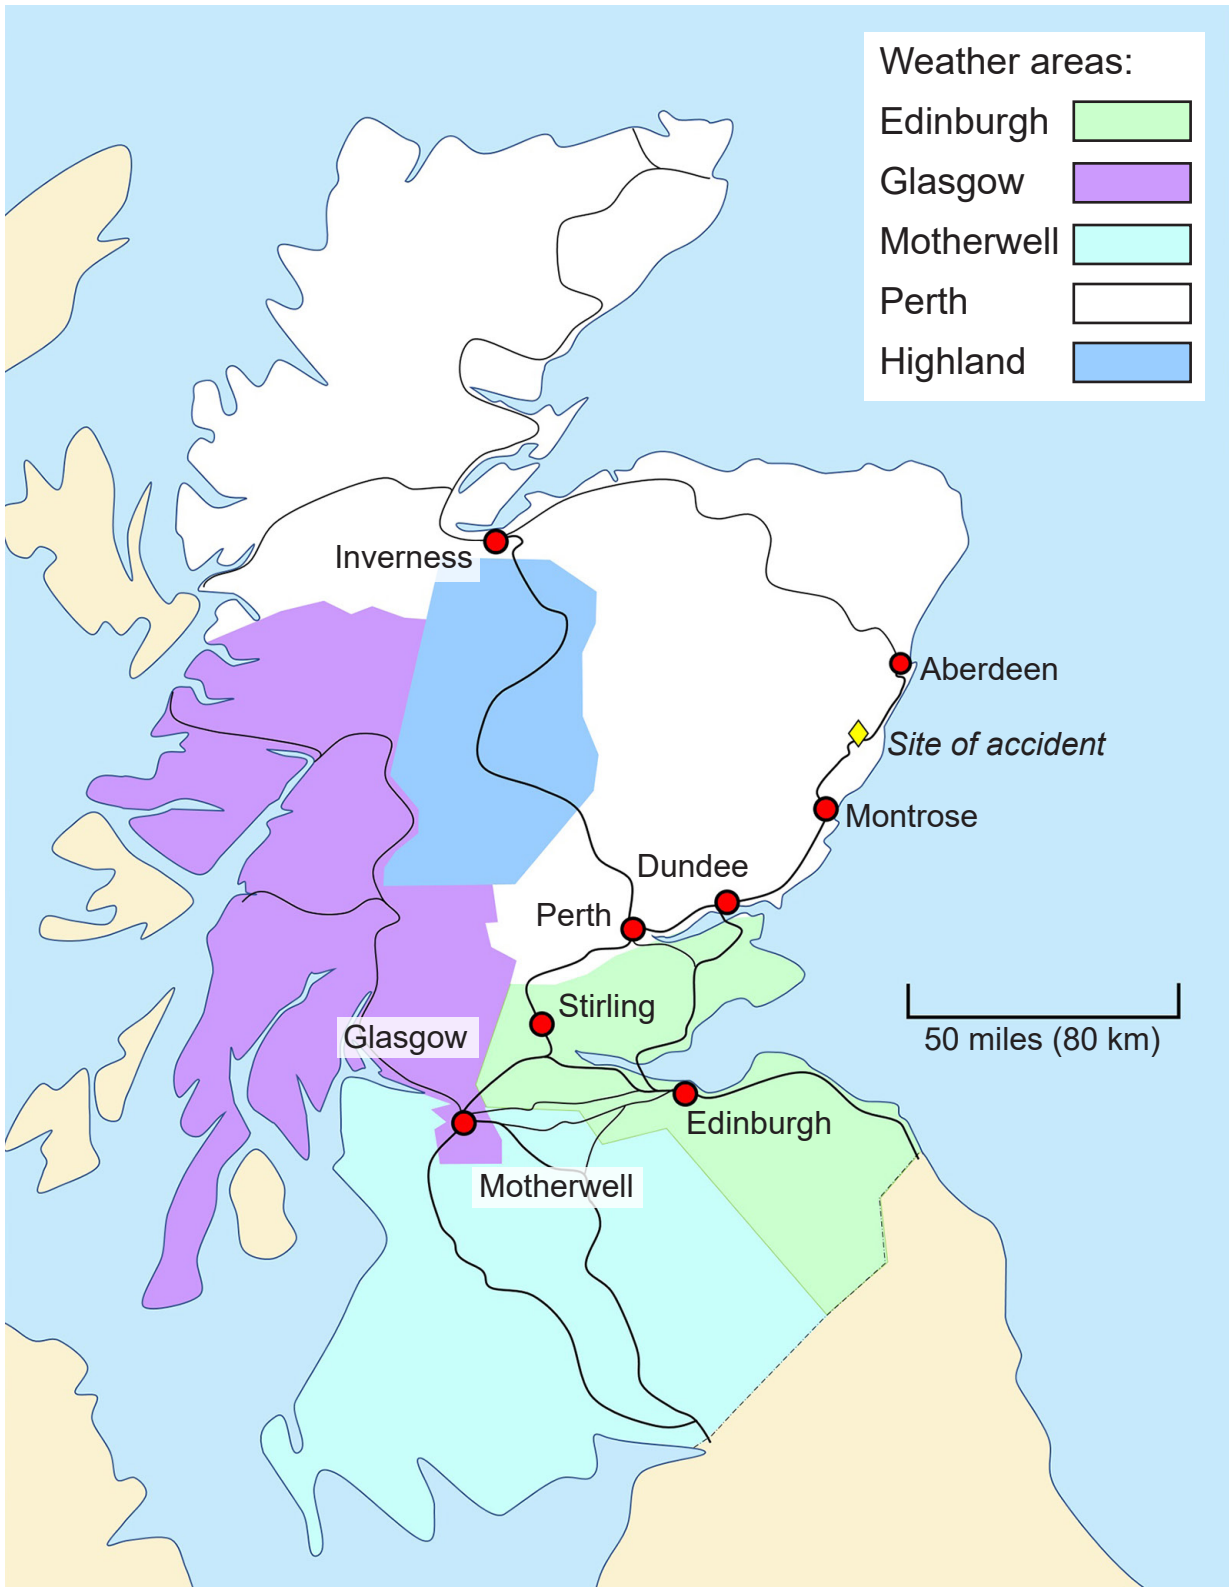 Weather areas:
Edinburgh
Glasgow
Motherwell
Perth
Highland
Inverness
Aberdeen
Site of accident
Montrose
Dundee
Perth
Stirling
50 miles (80 km)
Glasgow
Edinburgh
Motherwell